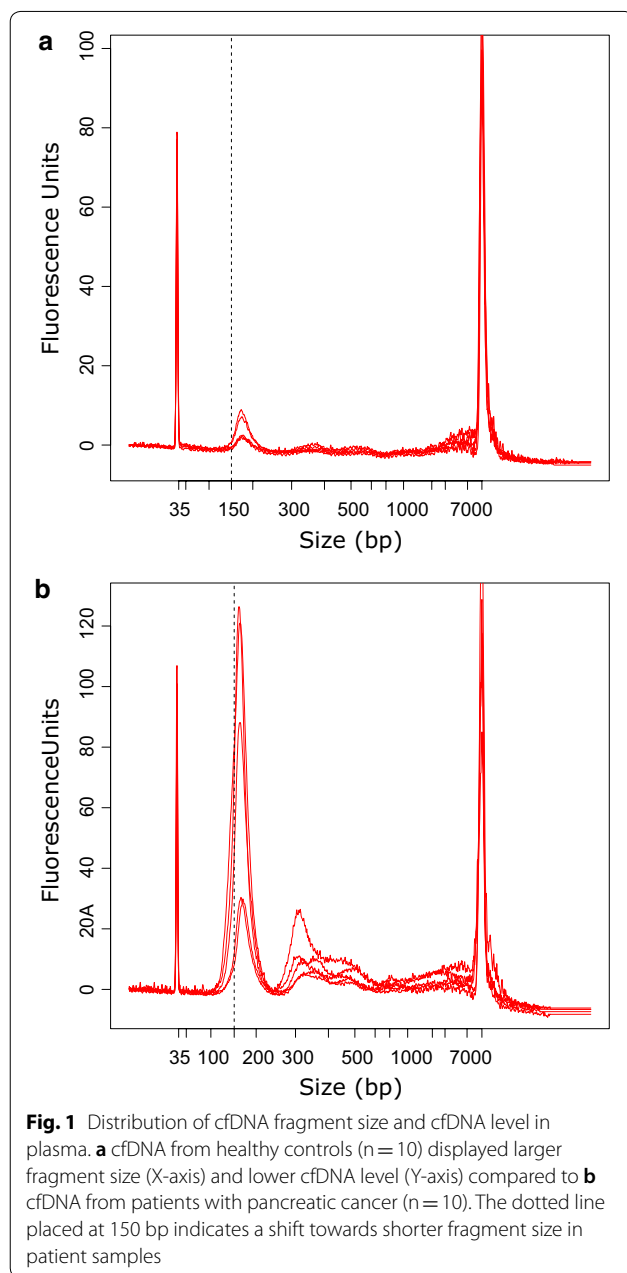 a
100
80
60
40
20
0
Fluorescence Units
35 150 300 500 1000 7000
Size (bp)
b
120
100
80
60
40
20A
0
FluorescenceUnits
35 100 200 300 500 1000 7000
Size (bp)
Fig. 1 Distribution of cfDNA fragment size and cfDNA level in
plasma. a cfDNA from healthy controls (n = 10) displayed larger
fragment size (X-axis) and lower cfDNA level (Y-axis) compared to b
cfDNA from patients with pancreatic cancer (n = 10). The dotted line
placed at 150 bp indicates a shift towards shorter fragment size in
patient samples